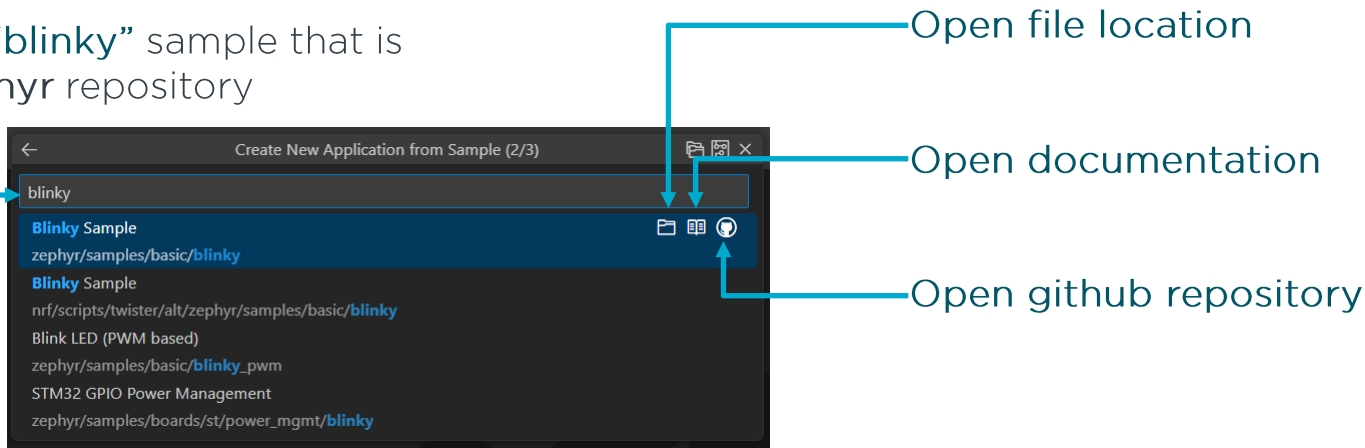 blinky” sample that is
hyr repository
Open file location
Create New Application from Sample (2/3)
blinky
Open documentation
Blinky Sample
zephyr/samples/basic/blinky
Blinky Sample
nrf/scripts/twister/alt/zephyr/samples/basic/blinky
Open github repository
Blink LED (PWM based)
zephyr/samples/basic/blinky_pwm
STM32 GPIO Power Management
zephyr/samples/boards/st/power_mgmt/blinky